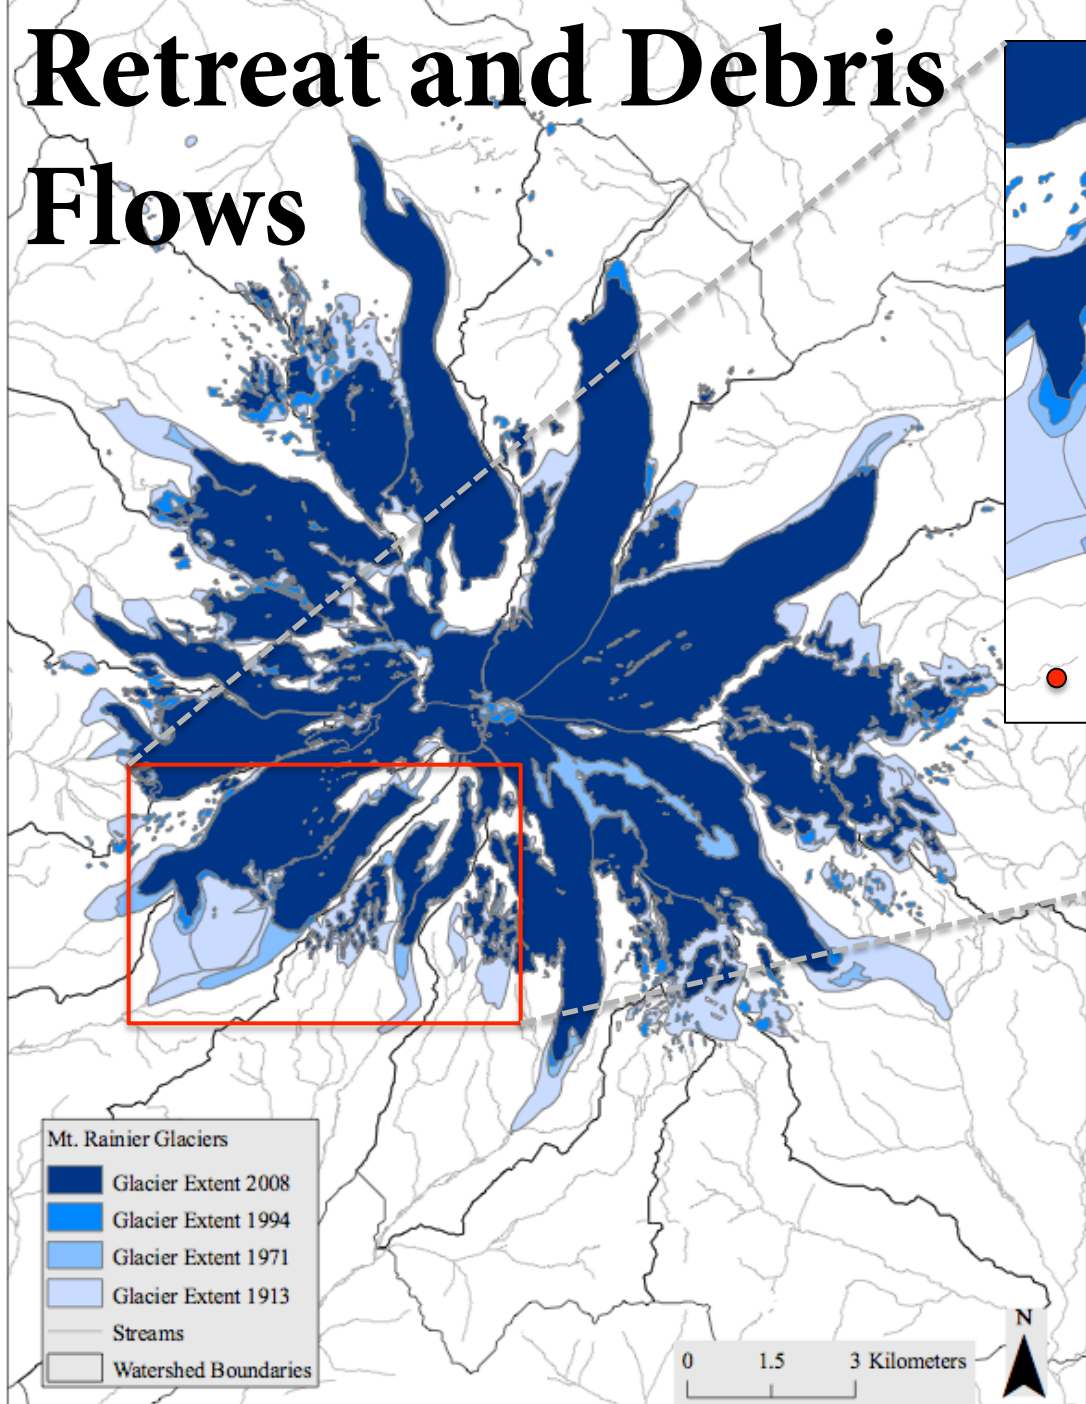 Retreat and Debris
Flows
Mt. Rainier Glaciers
Glacier Extent 2008
Glacier Extent 1994
Glacier Extent 1971
Glacier Extent 1913
Streams
Watershed Boundaries
0 1.5 3 Kilometers
N